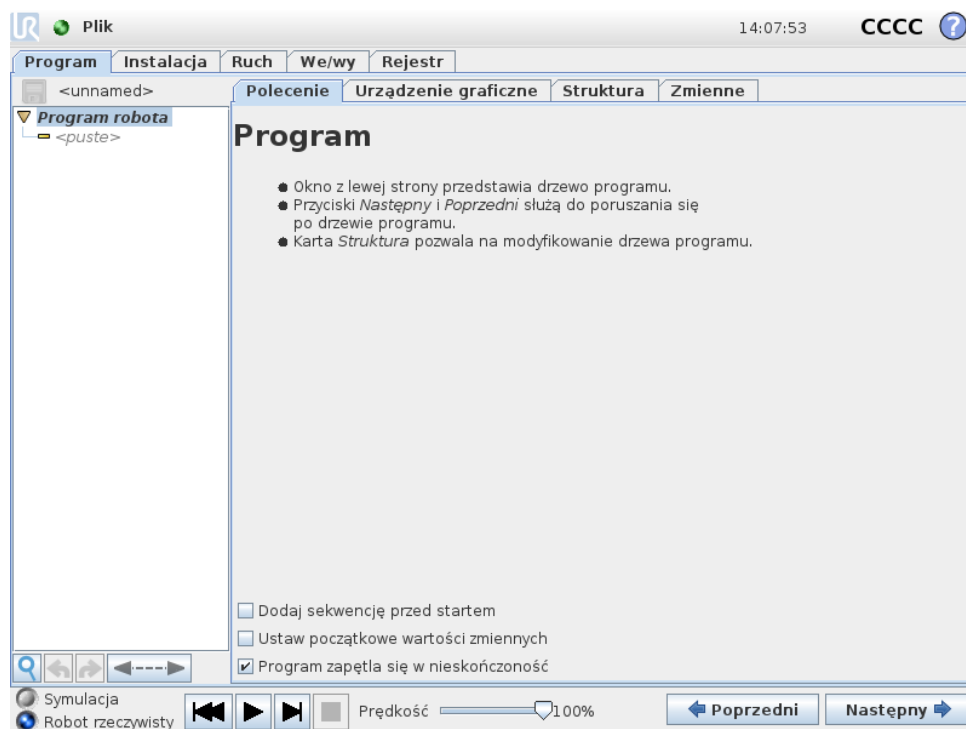 UR Plik 14:07:53 CCCC ?
Program Instalacja Ruch We/wy Rejestr
<unnamed> Polecenie Urządzenie graficzne Struktura Zmienne
Program robota
<puste>
Program
Okno z lewej strony przedstawia drzewo programu.
Przyciski Następny i Poprzedni służą do poruszania się
po drzewie programu.
Karta Struktura pozwala na modyfikowanie drzewa programu.
Dodaj sekwencję przed startem
Ustaw początkowe wartości zmiennych
Program zapętla się w nieskończoność
Symulacja
Robot rzeczywisty
Prędkość 100% Poprzedni Następny